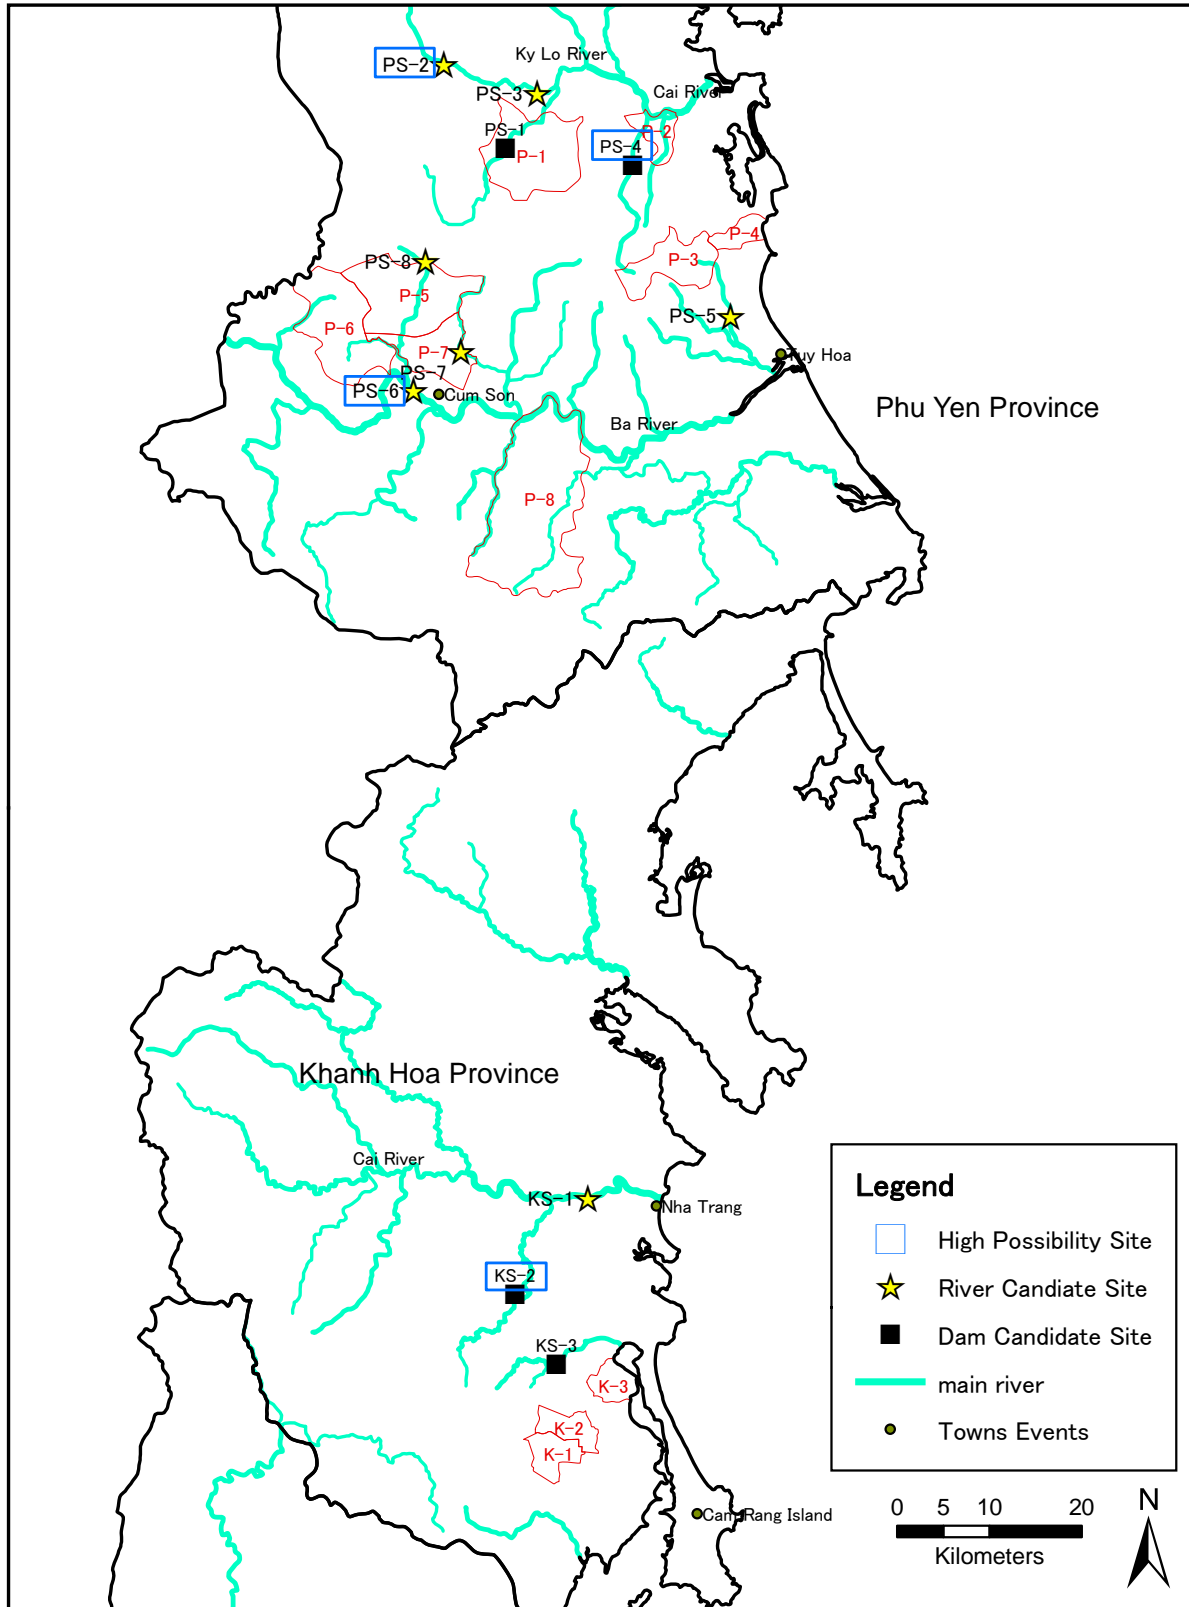 Ky Lo River
PS-2
Cai River
PS-3
PS-1
P-2
PS-4
P-1
P-4
P-3
PS-8
P-5
PS-5
P-6
P-7
Tuy Hoa
PS-7
PS-6
Cum Son
Phu Yen Province
Ba River
P-8
Khanh Hoa Province
Cai River
KS-1
Nha Trang
KS-2
KS-3
K-3
K-2
K-1
Cam Rang Island
Legend
High Possibility Site
River Candiate Site
Dam Candidate Site
main river
Towns Events
0 5 10 20
Kilometers
N